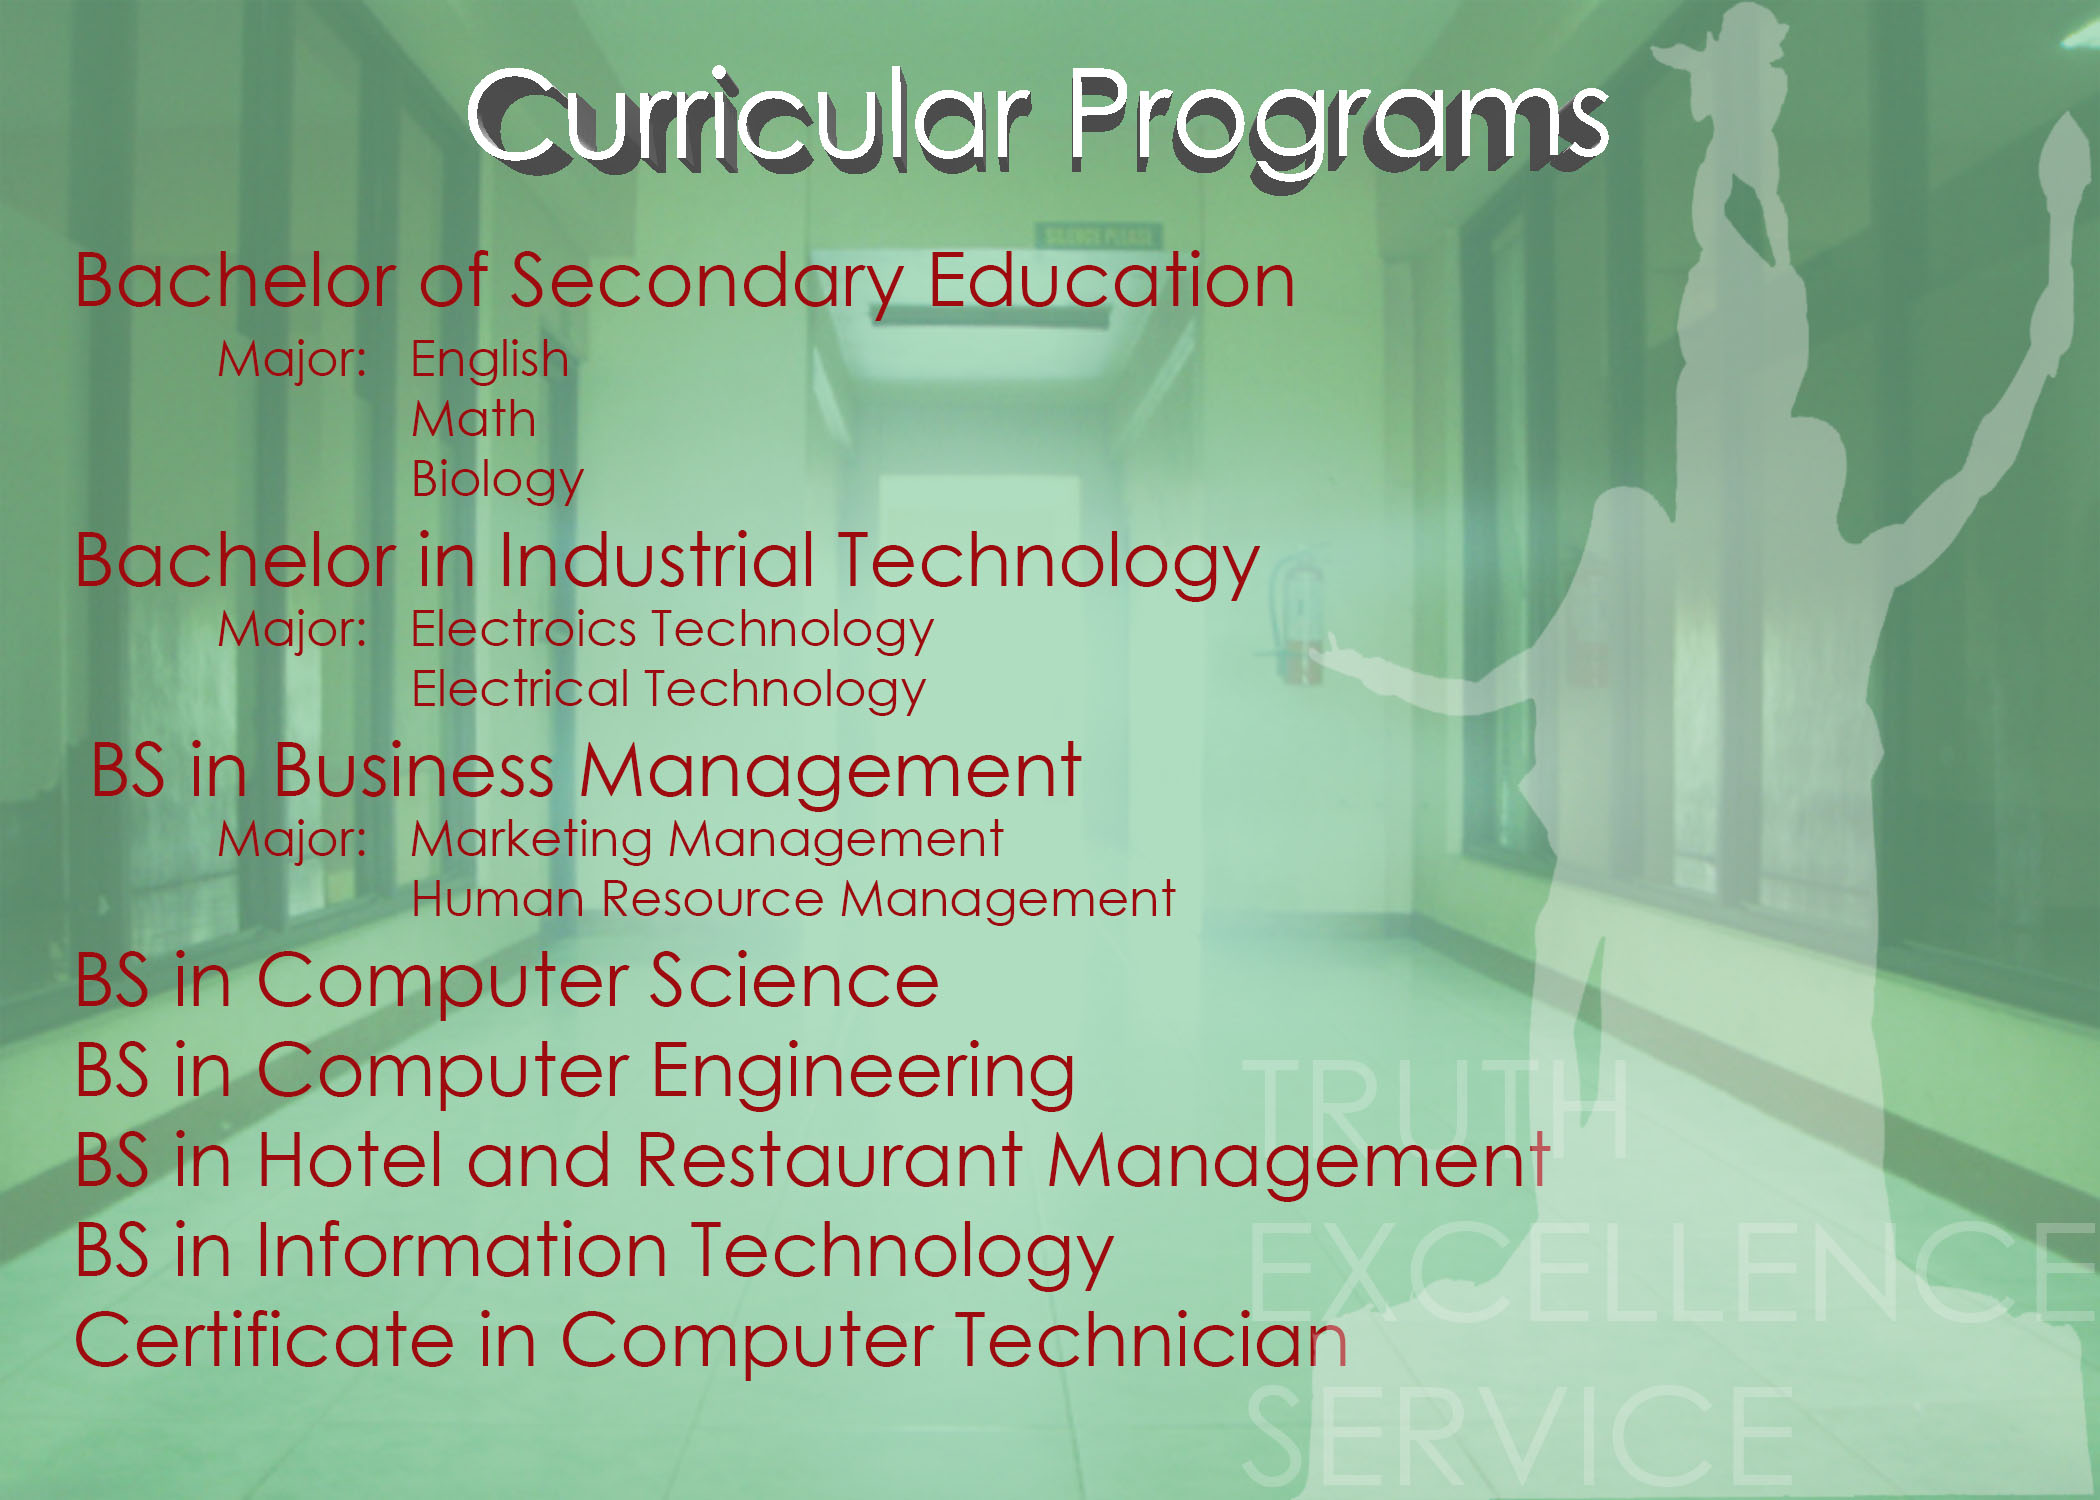 Curricular Programs
SILENCE PLEASE
Bachelor of Secondary Education
Major: English
Math
Biology
Bachelor in Industrial Technology
Major: Electroics Technology
Electrical Technology
BS in Business Management
Major: Marketing Management
Human Resource Management
BS in Computer Science
BS in Computer Engineering
BS in Hotel and Restaurant Management
BS in Information Technology
Certificate in Computer Technician
TRUTH
EXCELLENCE
SERVICE